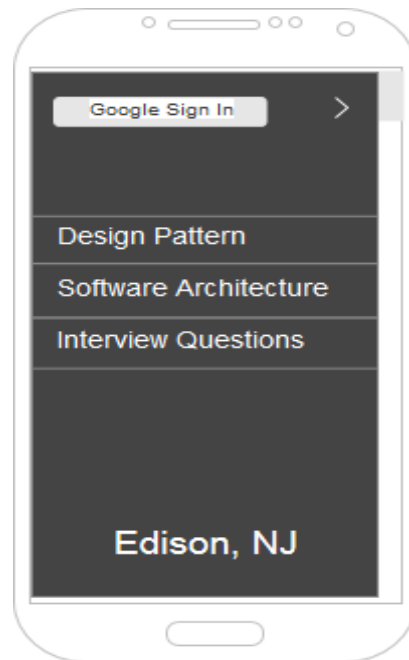 Google Sign In
Design Pattern
Software Architecture
Interview Questions
Edison, NJ